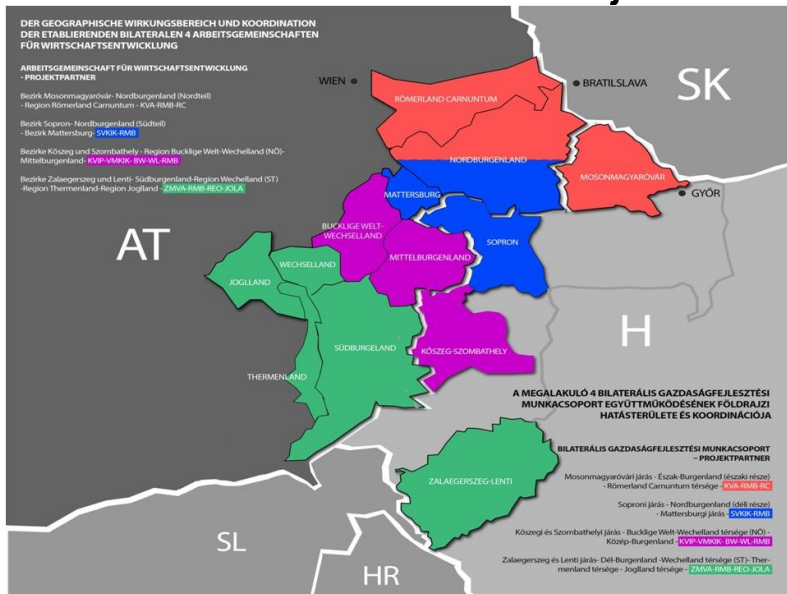 DER GEOGRAPHISCHE WIRKUNGSBEREICH UND KOORDINATION
DER ETABLIERENDEN BILATERALEN 4 ARBEITSGEMEINSCHAFTEN
FÜR WIRTSCHAFTSENTWICKLUNG
ARBEITSGEMEINSCHAFT FÜR WIRTSCHAFTSENTWICKLUNG
- PROJEKTPARTNER
Bezirk Mosonmagyaróvár- Nordburgenland (Nordteil)
- Region Römerland Carnuntum - KVA-RMB-RC
Bezirk Sopron- Nordburgenland (Südteil)
- Bezirk Mattersburg- SVKIK-RMB
Bezirke Kőszeg und Szombathely - Region Bucklige Welt-Wechelland (NÖ)-
Mittelburgenland- KVIP-VMKIK- BW-WL-RMB
Bezirke Zalaegerszeg und Lenti- Südburgenland-Region Wechelland (ST)
-Region Thermenland-Region Joglland - ZMVA-RMB-REO-JOLA
WIEN
BRATILSLAVA
SK
RÖMERLAND CARNUNTUM
NORDBURGENLAND
MOSONMAGYARÓVÁR
GYŐR
MATTERSBURG
AT
BUCKLIGE WELT-
WECHSELLAND
SOPRON
MITTELBURGENLAND
WECHSELLAND
JOGLLAND
H
SÜDBURGELAND
KŐSZEG-SZOMBATHELY
THERMENLAND
A MEGALAKULÓ 4 BILATERÁLIS GAZDASÁGFEJLESZTÉSI
MUNKACSOPORT EGYÜTTMŰKÖDÉSÉNEK FÖLDRAJZI
HATÁSTERÜLETE ÉS KOORDINÁCIÓJA
BILATERÁLIS GAZDASÁGFEJLESZTÉSI MUNKACSOPORT
- PROJEKTPARTNER
ZALAEGERSZEG-LENTI
Mosonmagyaróvári járás - Észak-Burgenland (északi része)
- Römerland Carnuntum térsége - KVA-RMB-RC
Soproni járás - Nordburgenland (déli része)
- Mattersburgi járás - SVKIK-RMB
Kőszegi és Szombathelyi járás - Bucklige Welt-Wechelland térsége (NÖ) -
Közép-Burgenland - KVIP-VMKIK- BW-WL-RMB
Zalaegerszeg és Lenti járás- Dél-Burgenland -Wechelland térsége (ST)- Ther-
menland térsége - Joglland térsége - ZMVA-RMB-REO-JOLA
SL
HR